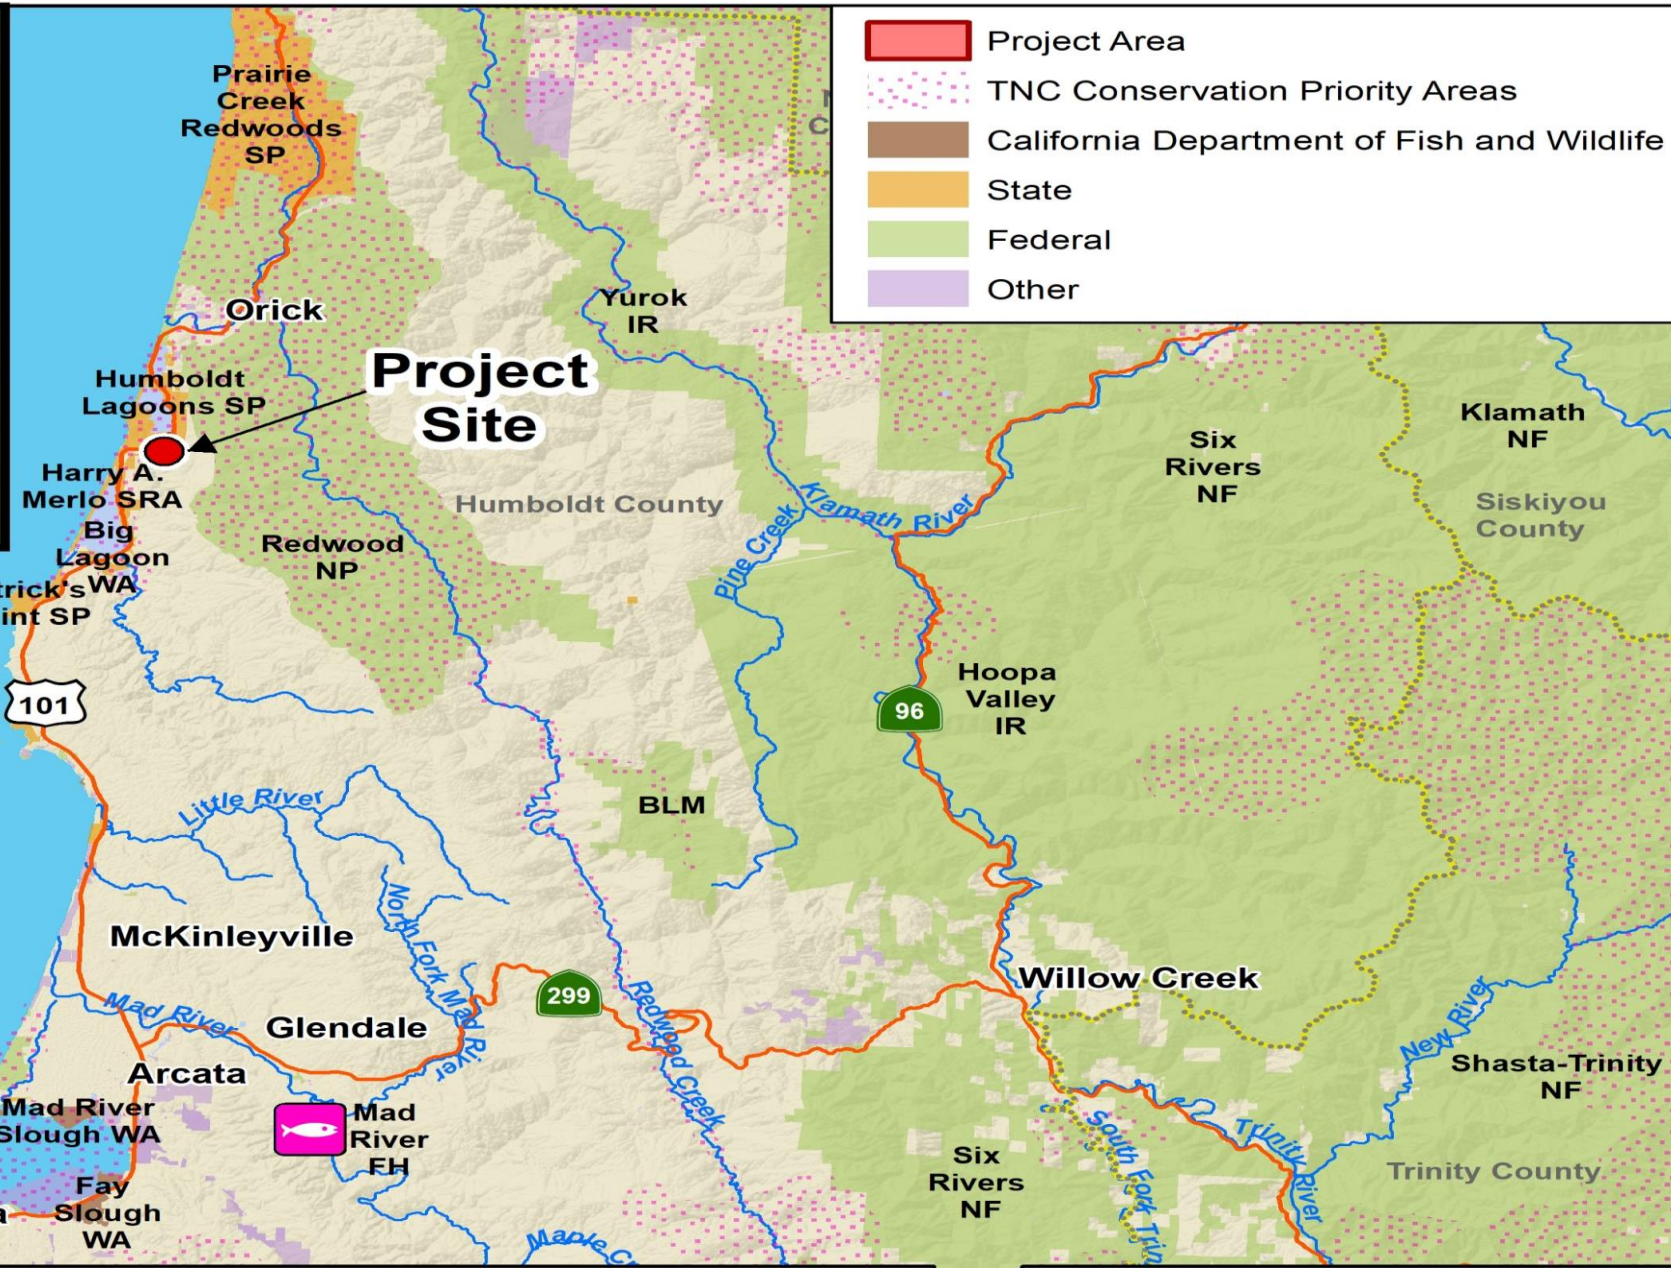 Project Area
TNC Conservation Priority Areas
California Department of Fish and Wildlife
State
Federal
Other
Prairie
Creek
Redwoods
SP
Orick
Yurok
IR
Project
Site
Humboldt
Lagoons SP
Harry A.
Merlo SRA
Big
Lagoon
WA
trick's
int SP
Humboldt County
Redwood
NP
Klamath River
Pine Creek
Six
Rivers
NF
Klamath
NF
Siskiyou
County
Hoopa
Valley
IR
96
101
Little River
BLM
McKinleyville
North Fork Mad River
299
Willow Creek
Mad River
Glendale
Redwood Creek
Arcata
New River
Shasta-Trinity
NF
Mad River
Slough WA
Mad
River
FH
South Fork Trin
Trinity River
Six
Rivers
NF
Trinity County
Fay
Slough
WA
a
Maple C